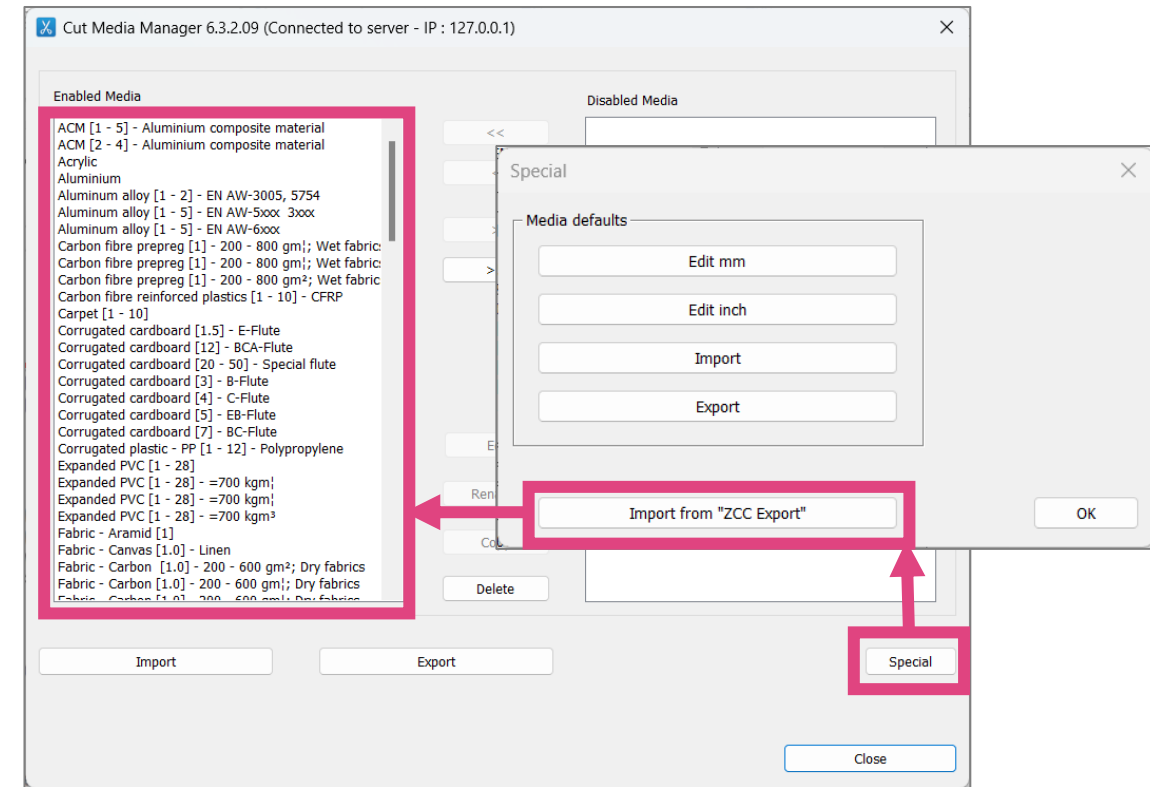 Cut Media Manager 6.3.2.09 (Connected to server - IP : 127.0.0.1)
Enabled Media
Disabled Media
ACM [1 - 5] - Aluminium composite material
ACM [2 - 4] - Aluminium composite material
Acrylic
Aluminium
Aluminum alloy [1 - 2] - EN AW-3005, 5754
Aluminum alloy [1 - 5] - EN AW-5xxx  3xxx
Aluminum alloy [1 - 5] - EN AW-6xxx
Carbon fibre prepreg [1] - 200 - 800 gm¦; Wet fabric
Carbon fibre prepreg [1] - 200 - 800 gm¦; Wet fabric
Carbon fibre prepreg [1] - 200 - 800 gm²; Wet fabric
Carbon fibre reinforced plastics [1 - 10] - CFRP
Carpet [1 - 10]
Corrugated cardboard [1.5] - E-Flute
Corrugated cardboard [12] - BCA-Flute
Corrugated cardboard [20 - 50] - Special flute
Corrugated cardboard [3] - B-Flute
Corrugated cardboard [4] - C-Flute
Corrugated cardboard [5] - EB-Flute
Corrugated cardboard [7] - BC-Flute
Corrugated plastic - PP [1 - 12] - Polypropylene
Expanded PVC [1 - 28]
Expanded PVC [1 - 28] - =700 kgm¦
Expanded PVC [1 - 28] - =700 kgm¦
Expanded PVC [1 - 28] - =700 kgm³
Fabric - Aramid [1]
Fabric - Canvas [1.0] - Linen
Fabric - Carbon  [1.0] - 200 - 600 gm²; Dry fabrics
Fabric - Carbon [1.0] - 200 - 600 gm¦; Dry fabrics
Fabric - Carbon [1.0] - 200 - 600 gm¦; Dry fabrics
<<
>
Delete
Special
Media defaults
Edit mm
Edit inch
Import
Export
Import from "ZCC Export"
OK
Import
Export
Special
Close